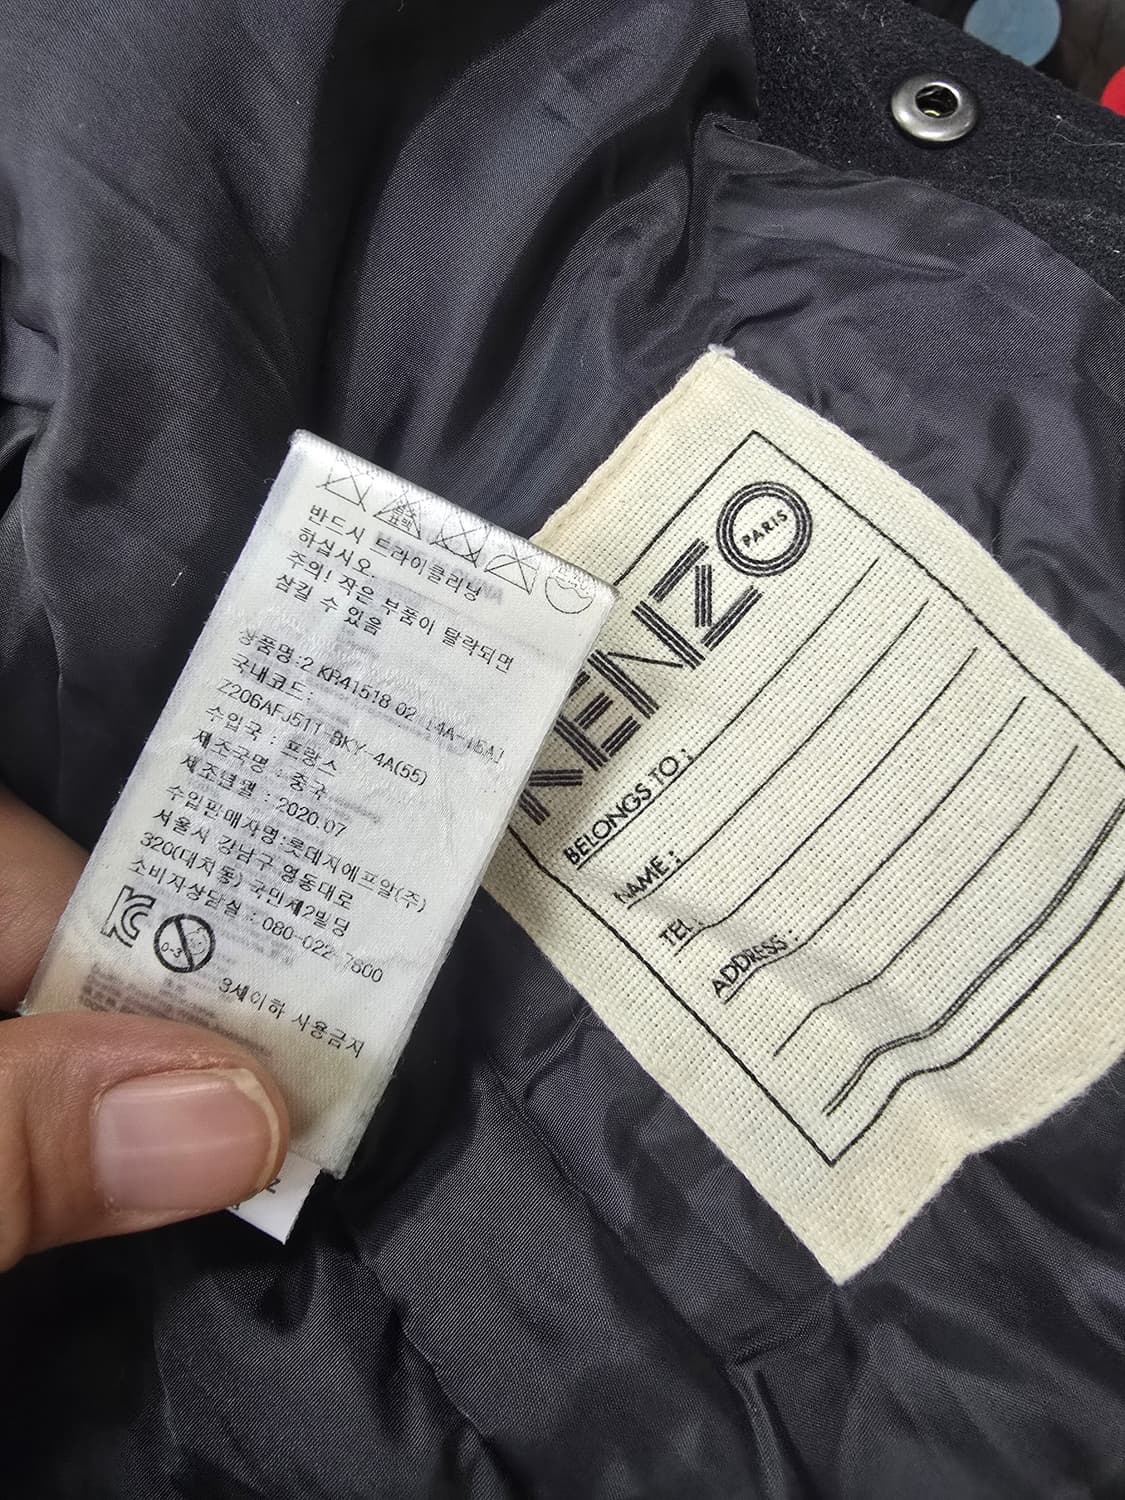 반드시 드라이클리닝
하십시오.
주의! 작은 부품이 탈락되면
삼킬 수 있음
상품명:2 KR41518 02
국내코드:
Z206AFJ511-BKY-4A(55)
수입국 : 프랑스
제조국명 : 중국
제조년월 : 2020.07
수입판매자명:롯데지에프알(주)
서울시 강남구 영동대로
320(대치동) 국민제2빌딩
소비자상담실 : 080-022-7800
0-3
3세이하 사용금지
KENZO
PARIS
BELONGS TO :
NAME :
TEL :
ADDRESS :